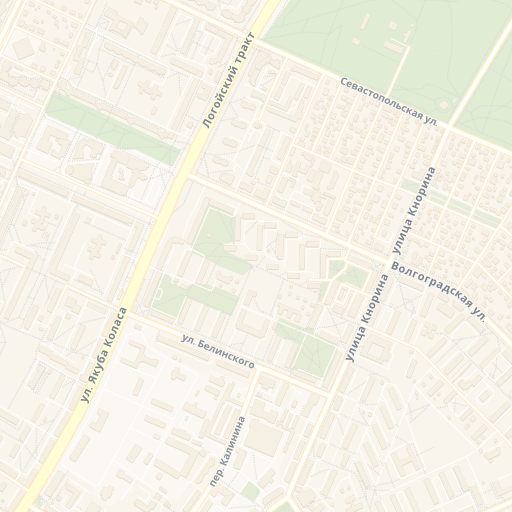 Логойский тракт
Севастопольская ул.
улица Кнорина
Волгоградская ул.
улица Кнорина
ул. Якуба Коласа
ул. Белинского
пер. Калинина